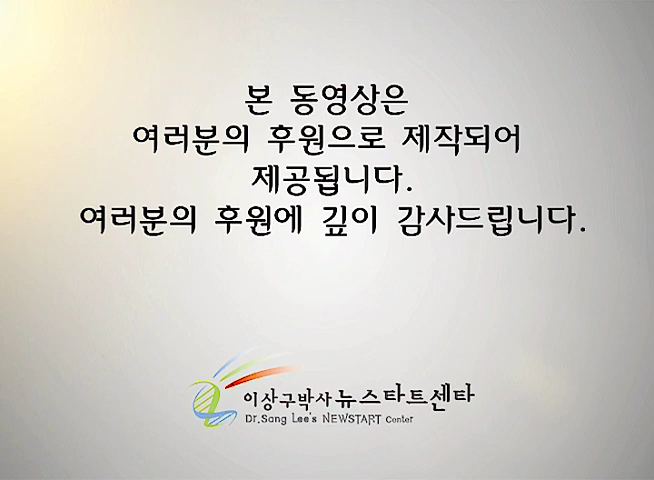 본 동영상은
여러분의 후원으로 제작되어
제공됩니다.
여러분의 후원에 깊이 감사드립니다.
이상구박사 뉴스타트센타
Dr.Sang Lee's NEWSTART Center